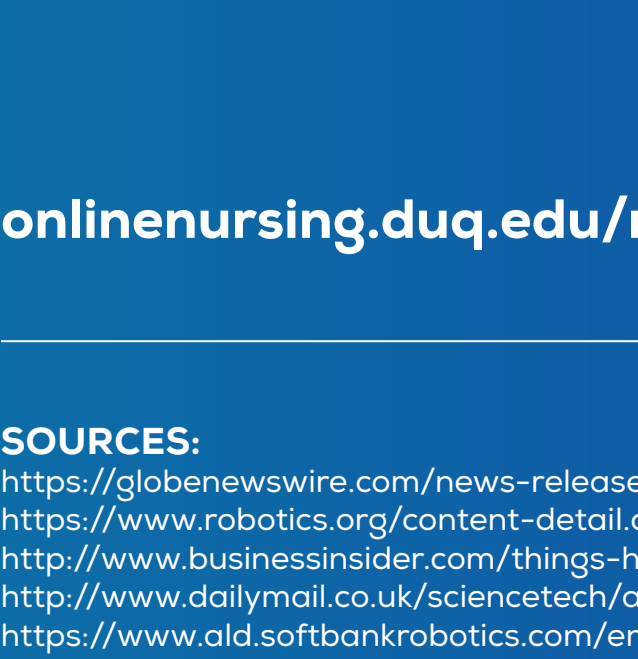 onlinenursing.duq.edu/
SOURCES:
https://globenewswire.com/news-release
https://www.robotics.org/content-detail.
http://www.businessinsider.com/things-h
http://www.dailymail.co.uk/sciencetech/a
https://www.ald.softbankrobotics.com/en